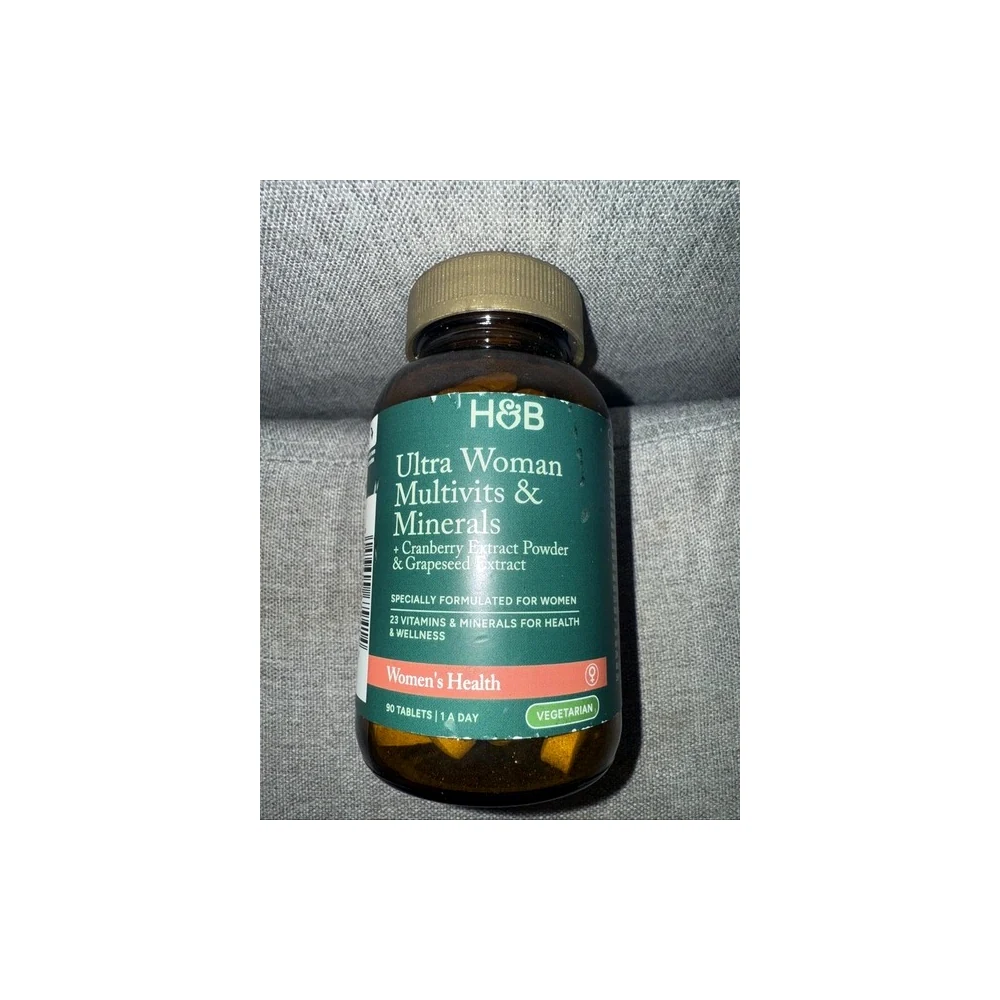 H&B
Ultra Woman
Multivits &
Minerals
+ Cranberry Extract Powder
& Grapeseed Extract
SPECIALLY FORMULATED FOR WOMEN
23 VITAMINS & MINERALS FOR HEALTH
& WELLNESS
Women's Health
90 TABLETS | 1 A DAY
VEGETARIAN